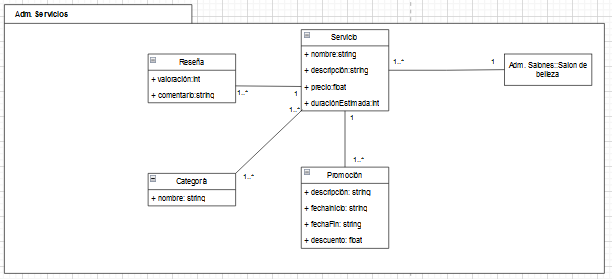 Adm. Servicios
Servicio
+ nombre:string
+ descripción:string
+ precio:float
+ duraciónEstimada:int
Reseña
+ valoración:int
+ comentario:string
1..*
1
1..*
1..*
1
Adm. Salones::Salon de
belleza
Categoría
+ nombre: string
1..*
1
1..*
Promoción
+ descripción: string
+ fechaInicio: string
+ fechaFin: string
+ descuento: float